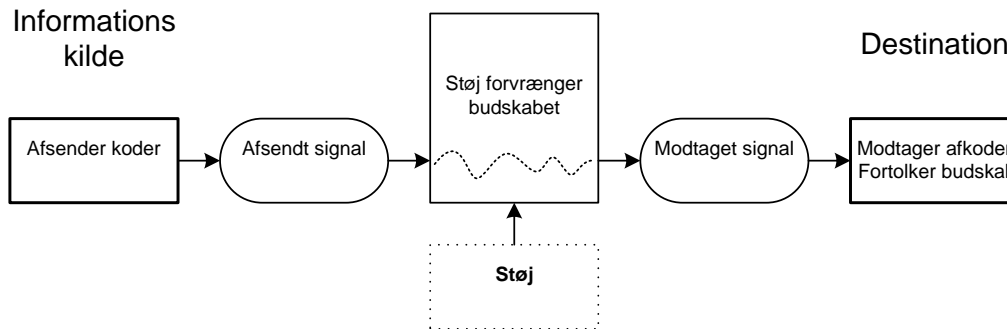 Informations
kilde
Destination
Støj forvrænger
budskabet
Afsender koder
Afsendt signal
Modtaget signal
Modtager afkoder
Fortolker budskab
Støj